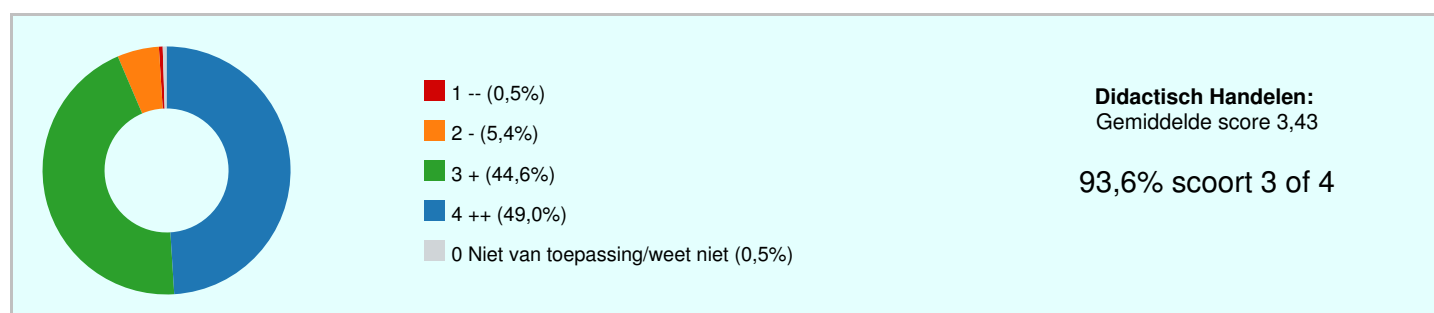 1 -- (0,5%)
2 - (5,4%)
3 + (44,6%)
4 ++ (49,0%)
0 Niet van toepassing/weet niet (0,5%)
Didactisch Handelen:
Gemiddelde score 3,43
93,6% scoort 3 of 4